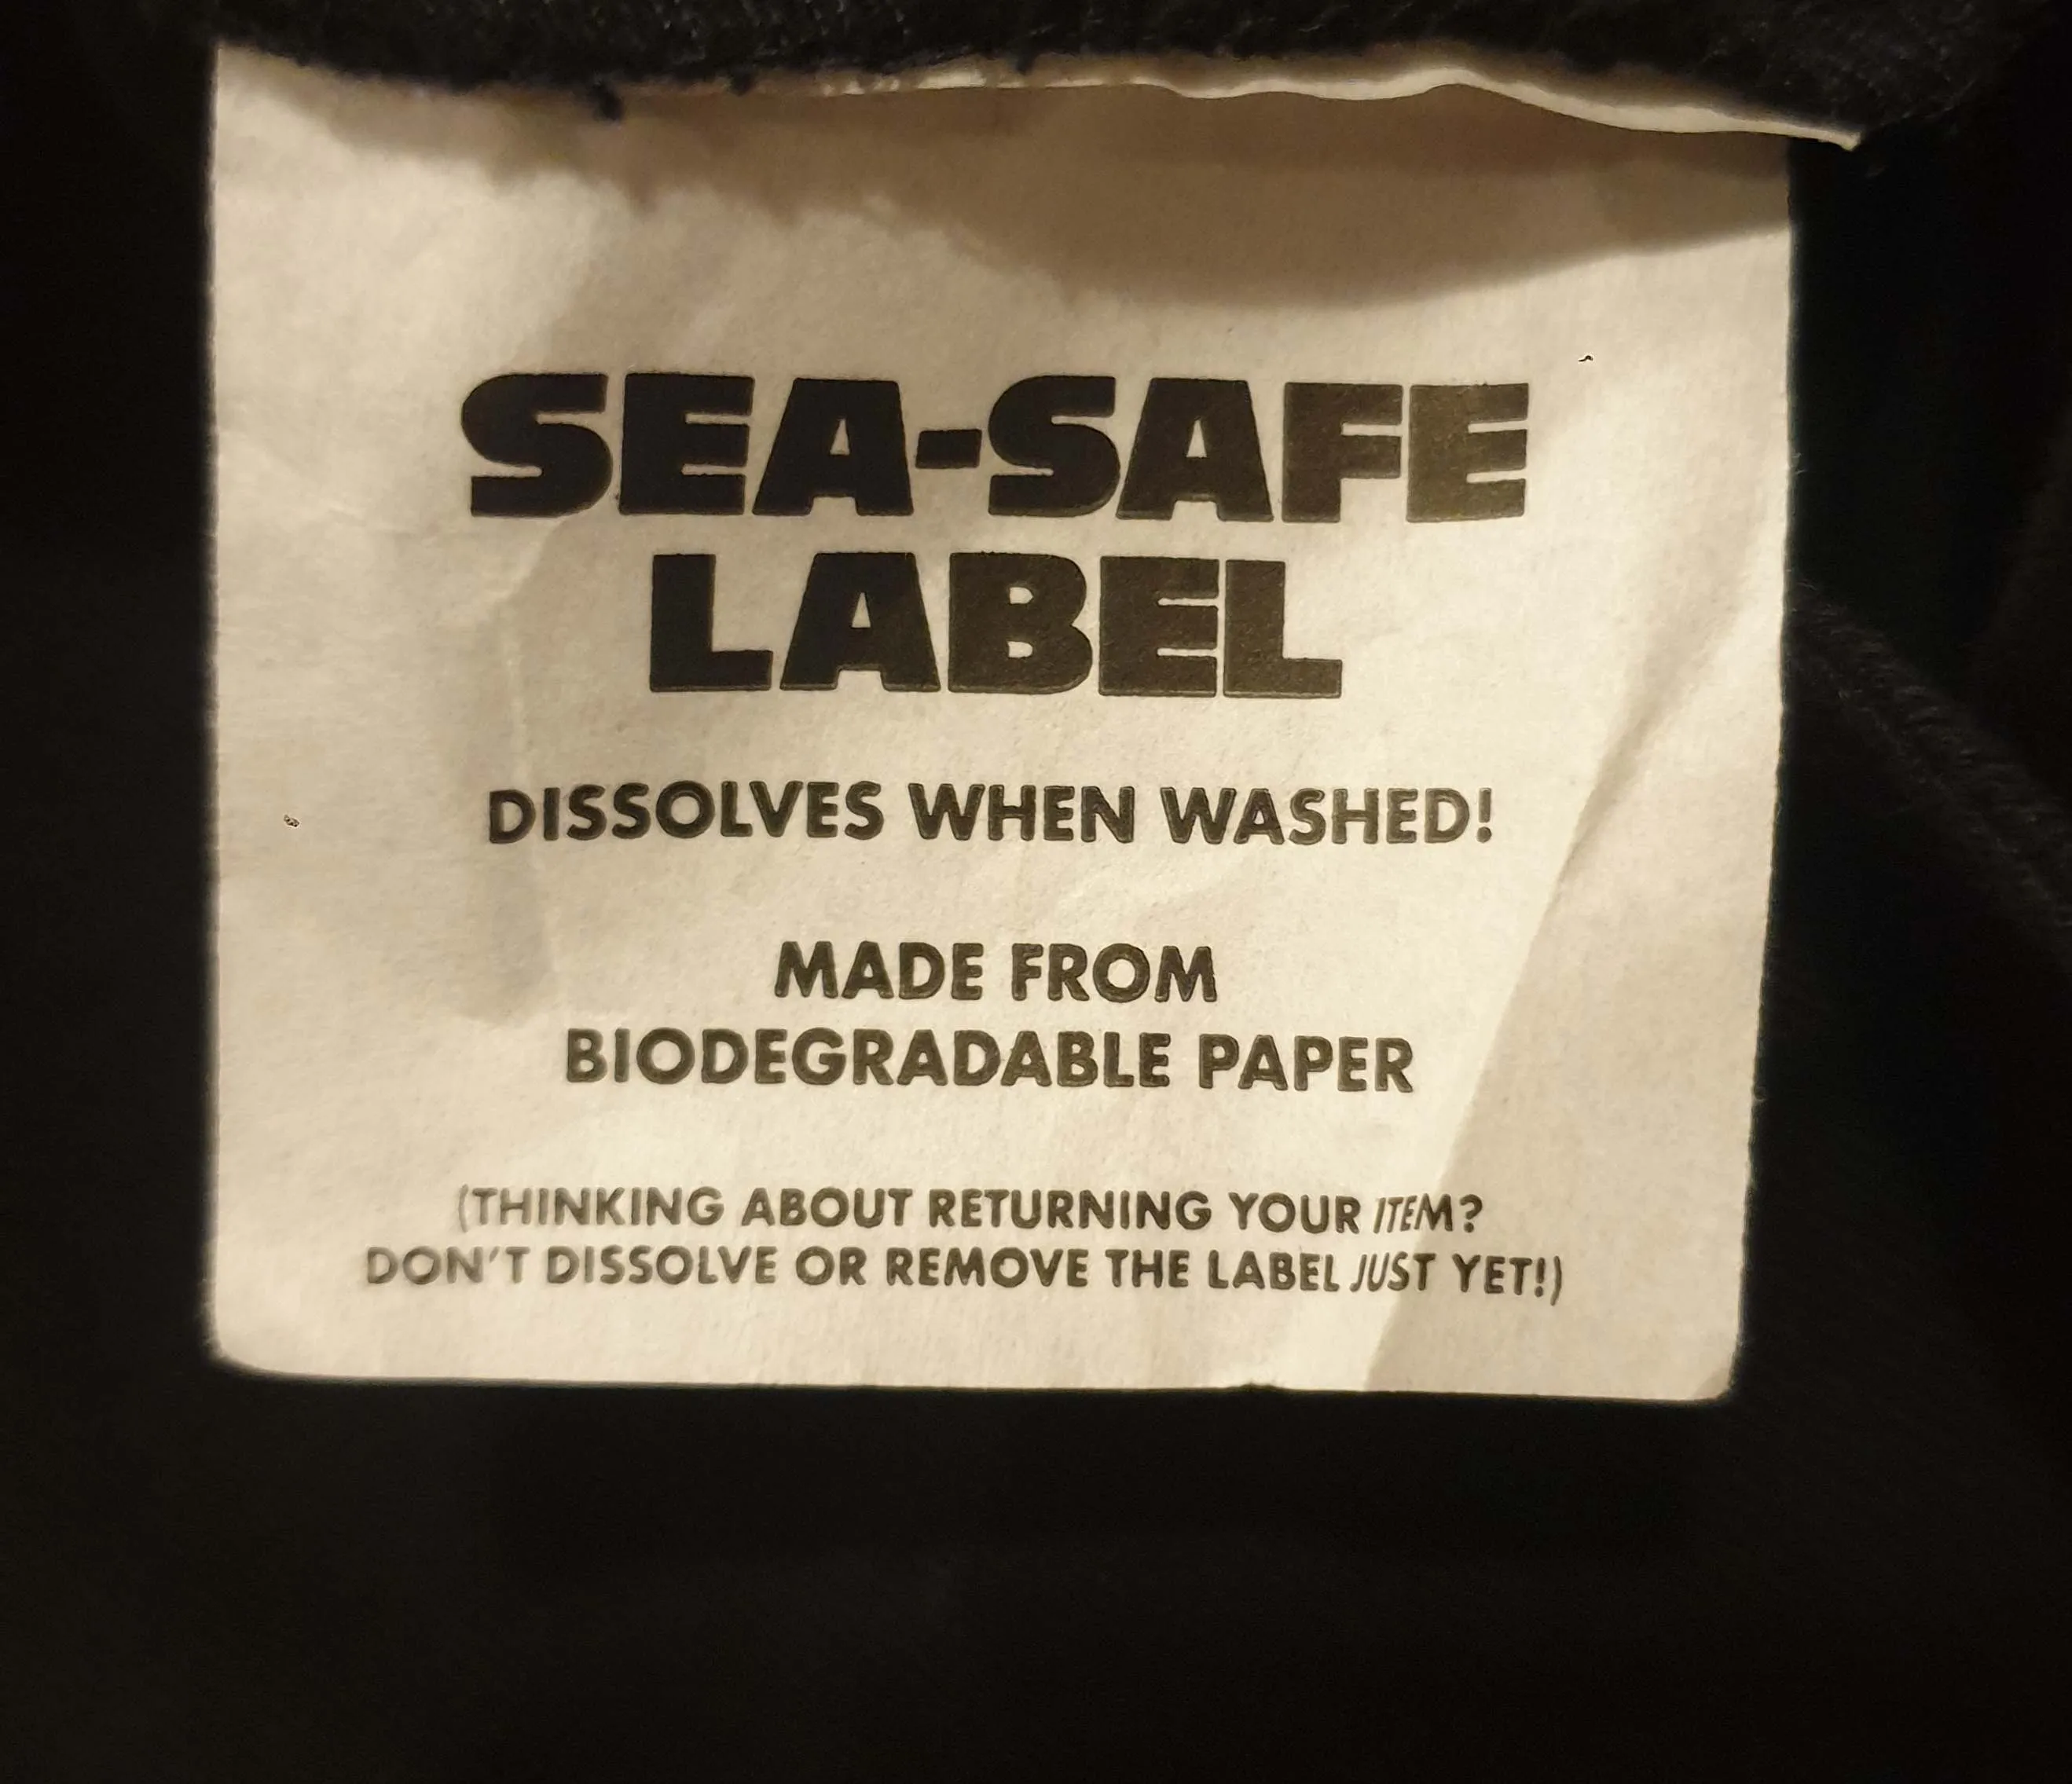 SEA-SAFE
LABEL
DISSOLVES WHEN WASHED!
MADE FROM
BIODEGRADABLE PAPER
(THINKING ABOUT RETURNING YOUR ITEM?
DON'T DISSOLVE OR REMOVE THE LABEL JUST YET!)